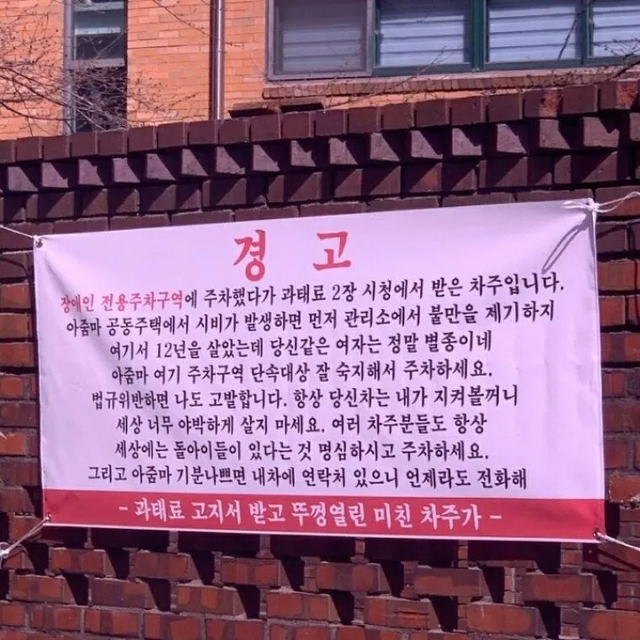 경 고
장애인 전용주차구역에 주차했다가 과태료 2장 시청에서 받은 차주입니다.
아줌마 공동주택에서 시비가 발생하면 먼저 관리소에서 불만을 제기하지
여기서 12년을 살았는데 당신같은 여자는 정말 별종이네
아줌마 여기 주차구역 단속대상 잘 숙지해서 주차하세요.
법규위반하면 나도 고발합니다. 항상 당신차는 내가 지켜볼꺼니
세상 너무 야박하게 살지 마세요. 여러 차주분들도 항상
세상에는 돌아이들이 있다는 것 명심하시고 주차하세요.
그리고 아줌마 기분나쁘면 내차에 연락처 있으니 언제라도 전화해
- 과태료 고지서 받고 뚜껑열린 미친 차주가 -